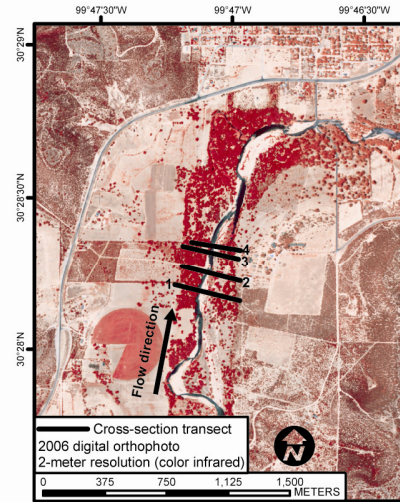 99°47'30"W 99°47'W 99°46'30"W
30°29'N
30°28'30"N
30°28'N
4
3
2
1
Flow direction
Cross-section transect
2006 digital orthophoto
2-meter resolution (color infrared)
N
0 375 750 1,125 1,500
METERS